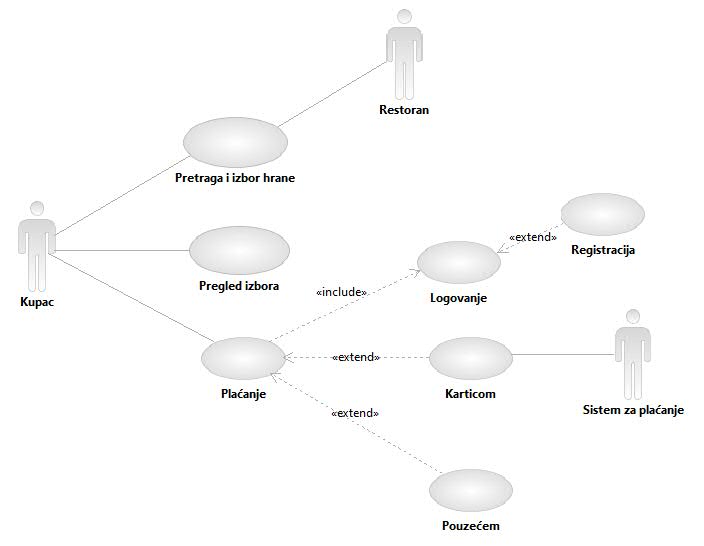 Restoran
Pretraga i izbor hrane
«extend»
Registracija
Kupac
Pregled izbora
«include»
Logovanje
«extend»
Plaćanje
Karticom
Sistem za plaćanje
«extend»
Pouzećem